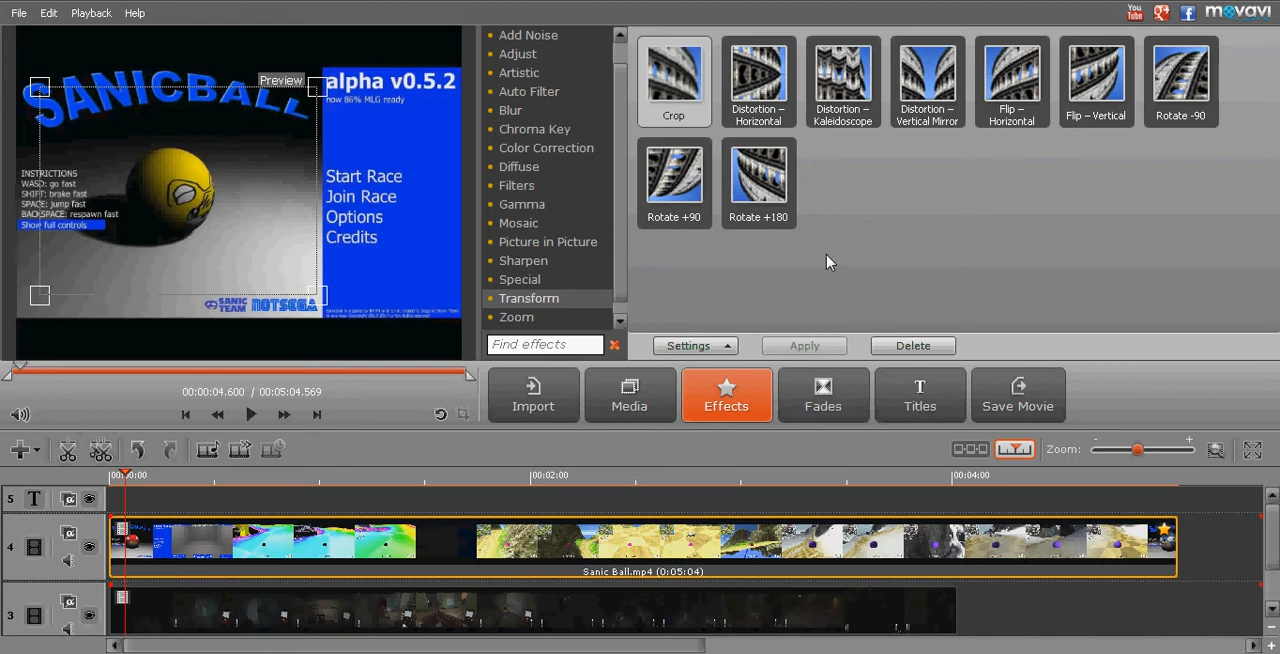 File Edit Playback Help
You Tube
movavi
SANICBALL
Preview
alpha v0.5.2
now 86% MLG ready
INSTRUCTIONS
WASD: go fast
SHIFT: brake fast
SPACE: jump fast
BACKSPACE: respawn fast
Show full controls
Start Race
Join Race
Options
Credits
SANIC TEAM
NOTSEGA
Add Noise
Adjust
Artistic
Auto Filter
Blur
Chroma Key
Color Correction
Diffuse
Filters
Gamma
Mosaic
Picture in Picture
Sharpen
Special
Transform
Zoom
Find effects
Crop
Distortion – Horizontal
Distortion – Kaleidoscope
Distortion – Vertical Mirror
Flip – Horizontal
Flip – Vertical
Rotate -90
Rotate +90
Rotate +180
Settings
Apply
Delete
00:00:04.600 / 00:05:04.569
Import
Media
Effects
Fades
Titles
Save Movie
Zoom:
00:00:00
00:02:00
00:04:00
5 T
4
Sanic Ball.mp4 (0:05:04)
3